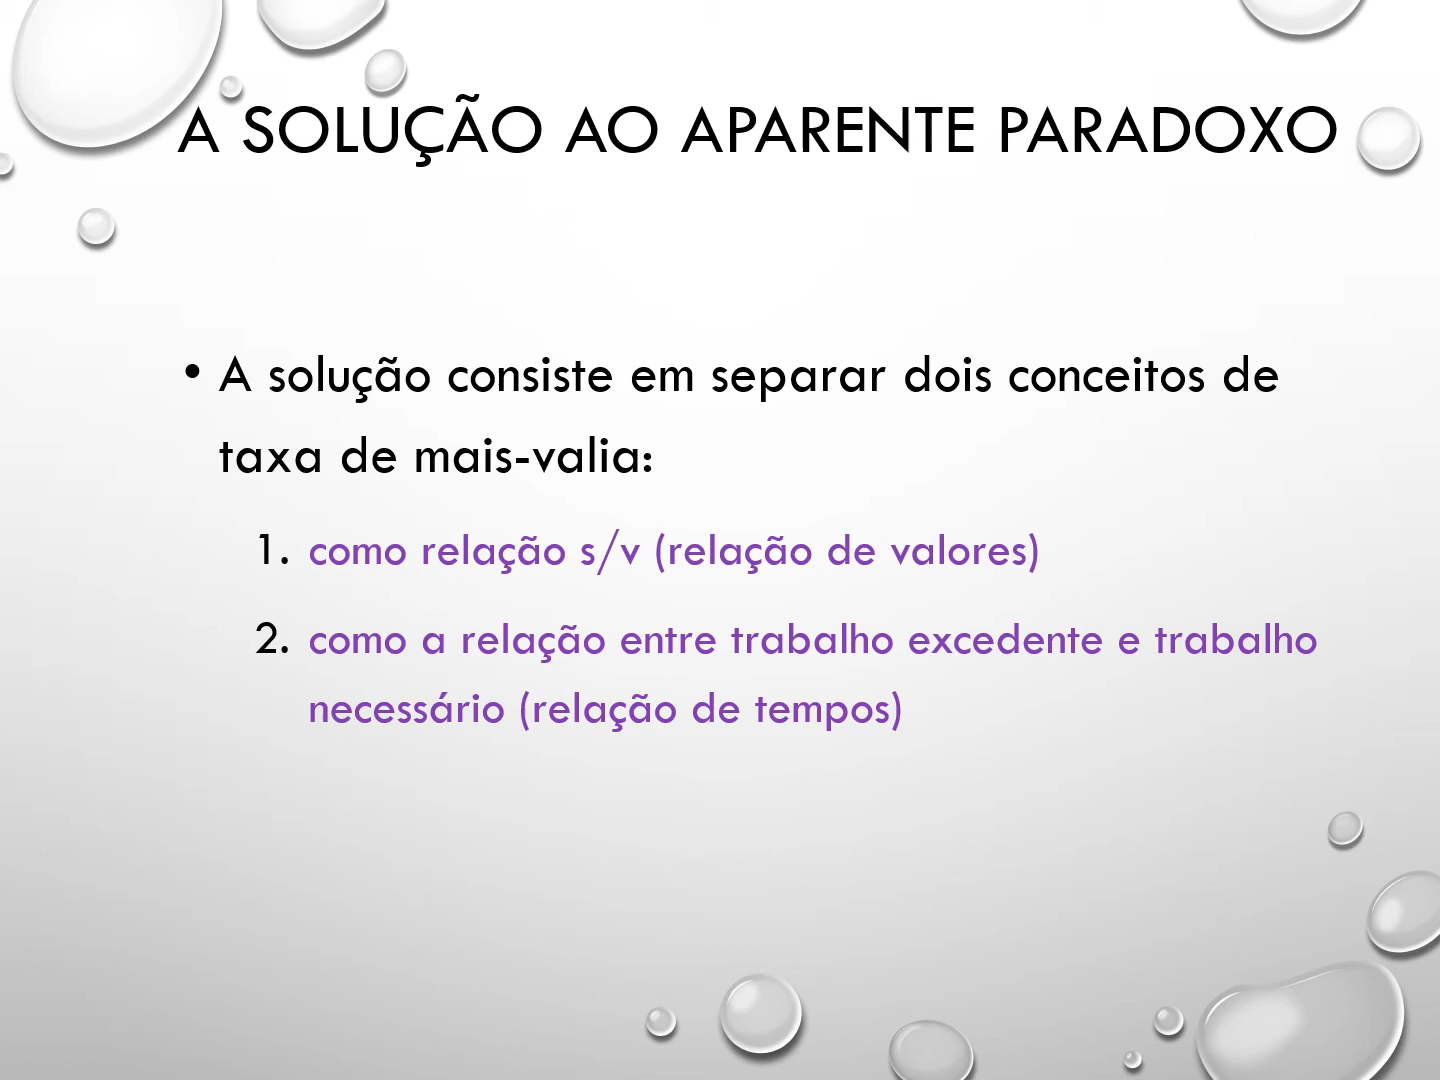 A SOLUÇÃO AO APARENTE PARADOXO
• A solução consiste em separar dois conceitos de
taxa de mais-valia:
1. como relação s/v (relação de valores)
2. como a relação entre trabalho excedente e trabalho
necessário (relação de tempos)